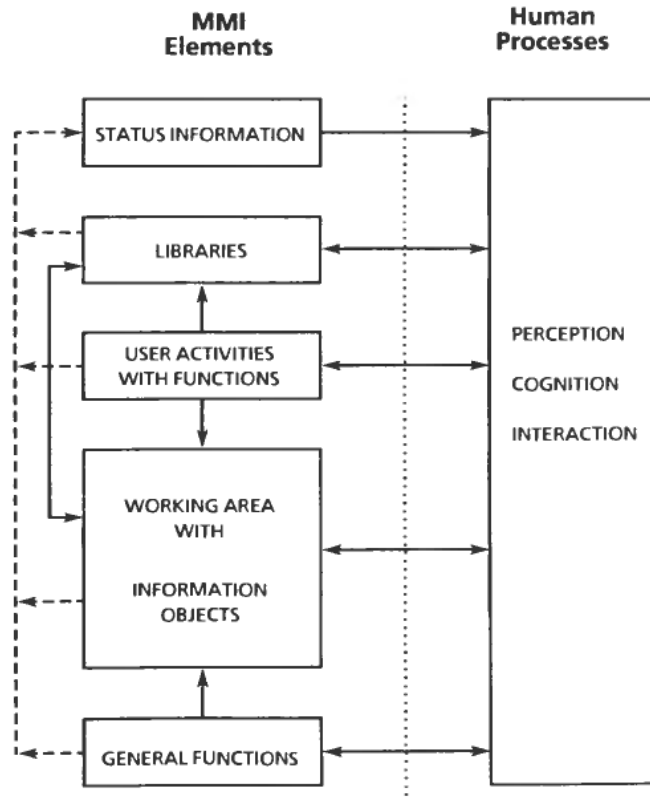 MMI
Elements
Human
Processes
STATUS INFORMATION
LIBRARIES
USER ACTIVITIES
WITH FUNCTIONS
WORKING AREA
WITH
INFORMATION
OBJECTS
GENERAL FUNCTIONS
PERCEPTION
COGNITION
INTERACTION